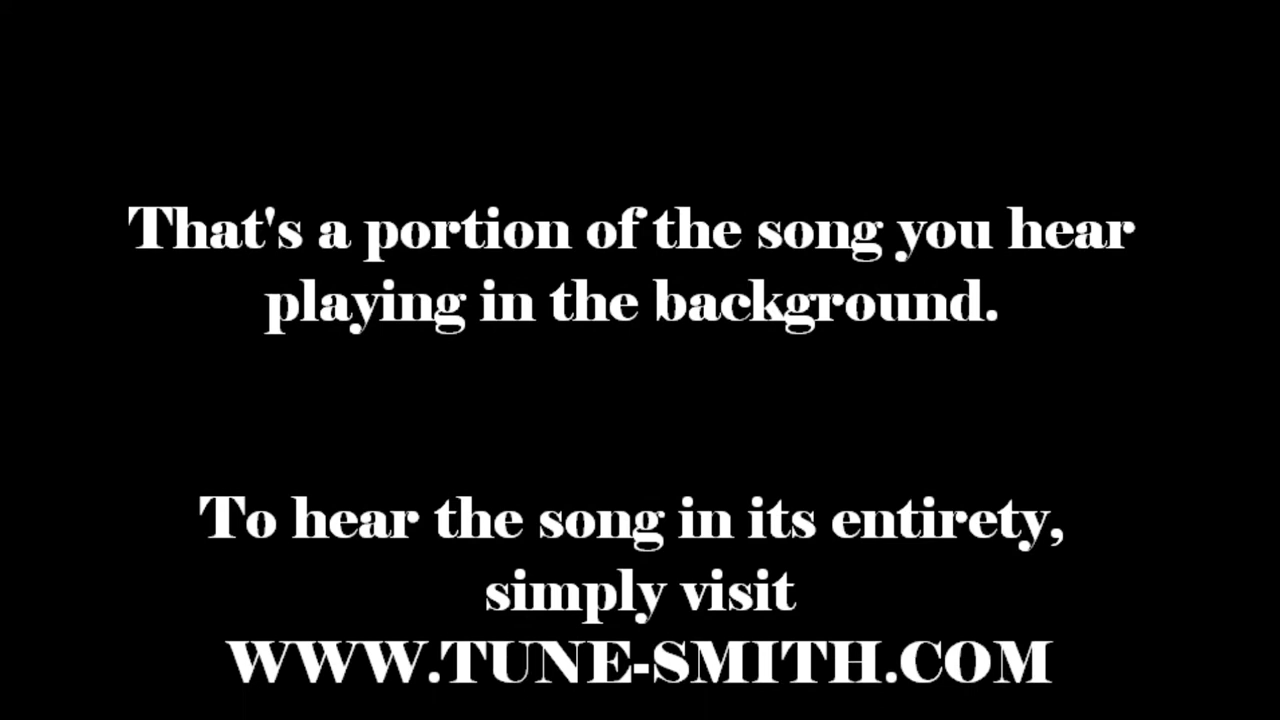 That's a portion of the song you hear
playing in the background.
To hear the song in its entirety,
simply visit
WWW.TUNE-SMITH.COM